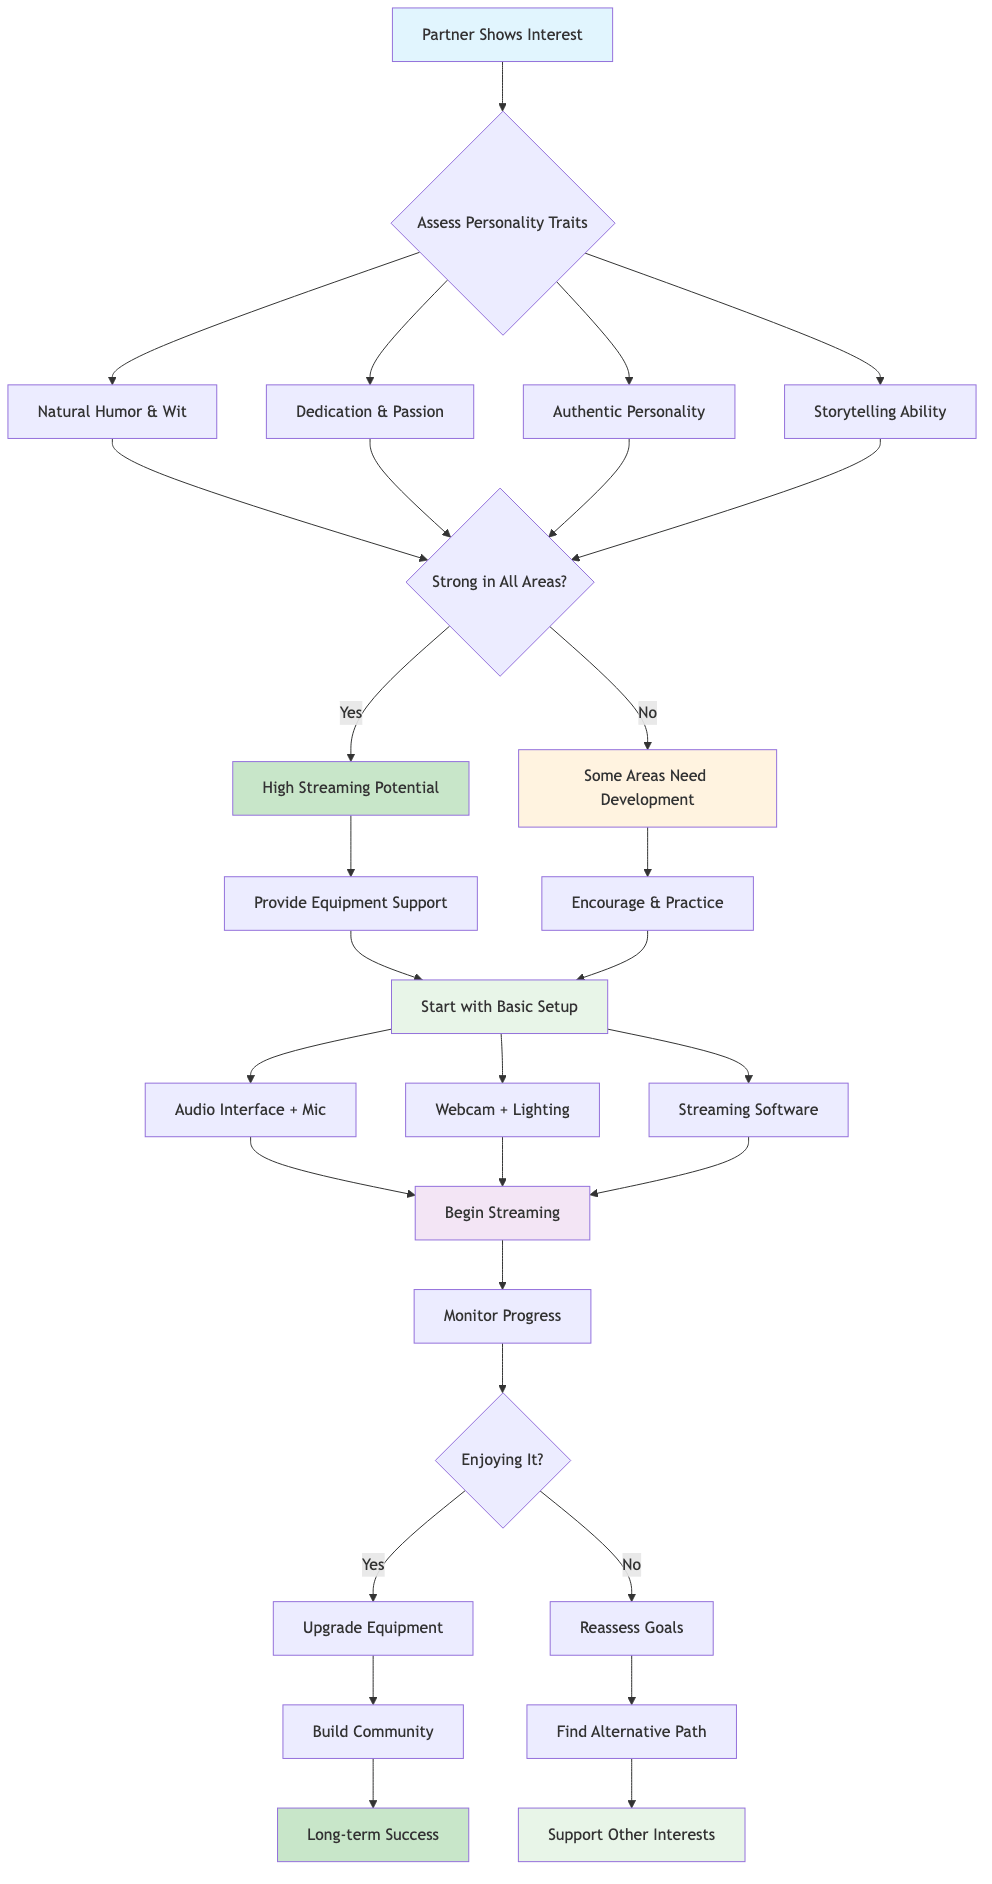 Partner Shows Interest
Assess Personality Traits
Natural Humor & Wit
Dedication & Passion
Authentic Personality
Storytelling Ability
Strong in All Areas?
Yes
No
High Streaming Potential
Some Areas Need
Development
Provide Equipment Support
Encourage & Practice
Start with Basic Setup
Audio Interface + Mic
Webcam + Lighting
Streaming Software
Begin Streaming
Monitor Progress
Enjoying It?
Yes
No
Upgrade Equipment
Reassess Goals
Build Community
Find Alternative Path
Long-term Success
Support Other Interests